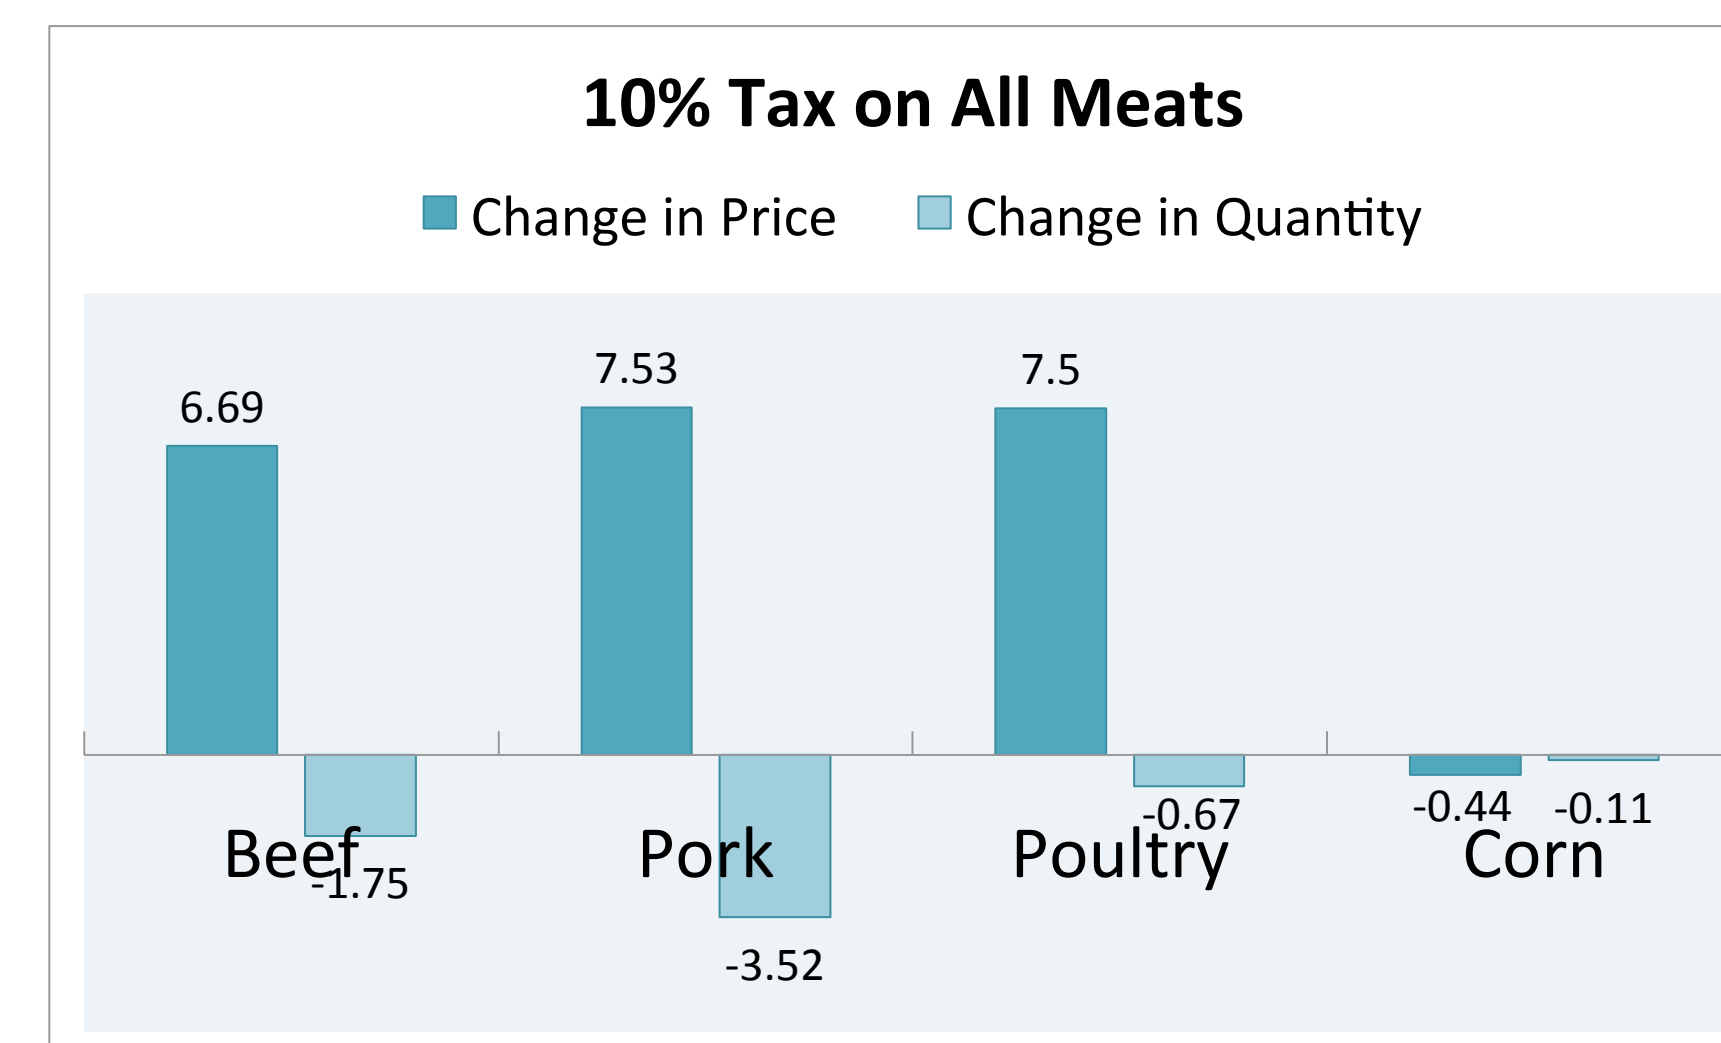 10% Tax on All Meats
Change in Price Change in Quantity
6.69 7.53 7.5
-0.44 -0.11
-0.67
Beef Pork Poultry Corn
-1.75
-3.52